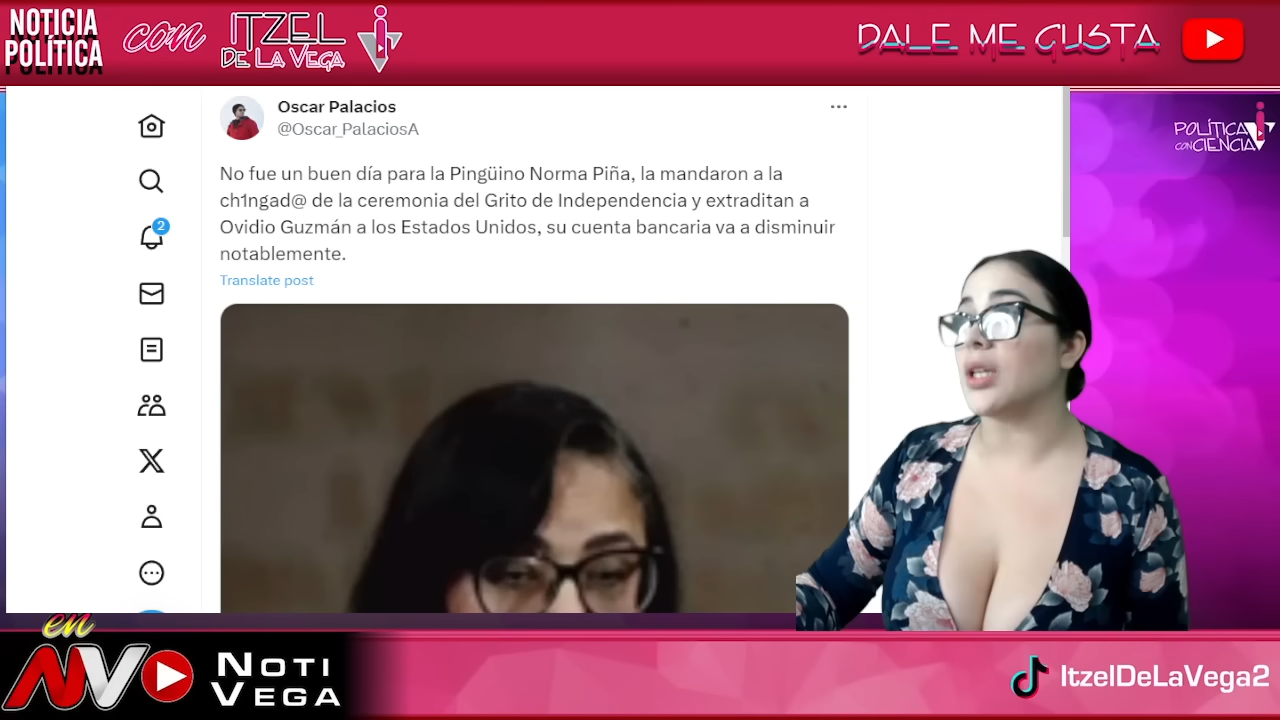 NOTICIA
POLÍTICA
con
ITZEL
DE LA VEGA
DALE ME GUSTA
Oscar Palacios
@Oscar_PalaciosA
No fue un buen día para la Pingüino Norma Piña, la mandaron a la
ch1ngad@ de la ceremonia del Grito de Independencia y extraditan a
Ovidio Guzmán a los Estados Unidos, su cuenta bancaria va a disminuir
notablemente.
Translate post
2
POLÍTICA
CON CIENCIA
en
NV
NOTI
VEGA
ItzelDeLaVega2